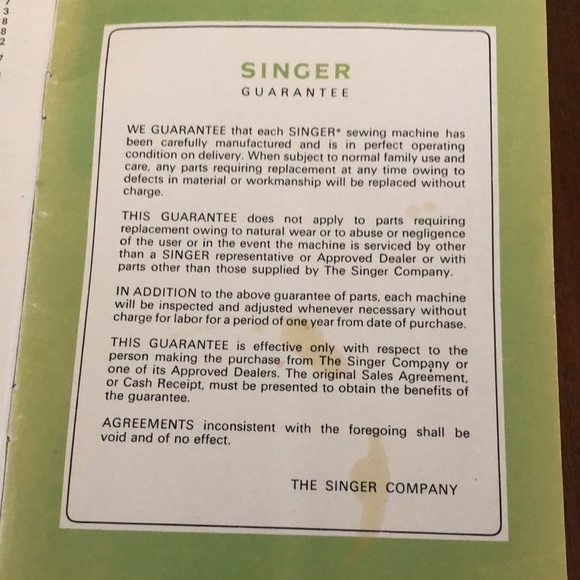 7
3
8
8
2
7
SINGER
GUARANTEE
WE GUARANTEE that each SINGER* sewing machine has
been carefully manufactured and is in perfect operating
condition on delivery. When subject to normal family use and
care, any parts requiring replacement at any time owing to
defects in material or workmanship will be replaced without
charge.
THIS GUARANTEE does not apply to parts requiring
replacement owing to natural wear or to abuse or negligence
of the user or in the event the machine is serviced by other
than a SINGER representative or Approved Dealer or with
parts other than those supplied by The Singer Company.
IN ADDITION to the above guarantee of parts, each machine
will be inspected and adjusted whenever necessary without
charge for labor for a period of one year from date of purchase.
THIS GUARANTEE is effective only with respect to the
person making the purchase from The Singer Company or
one of its Approved Dealers. The original Sales Agreement,
or Cash Receipt, must be presented to obtain the benefits of
the guarantee.
AGREEMENTS inconsistent with the foregoing shall be
void and of no effect.
THE SINGER COMPANY